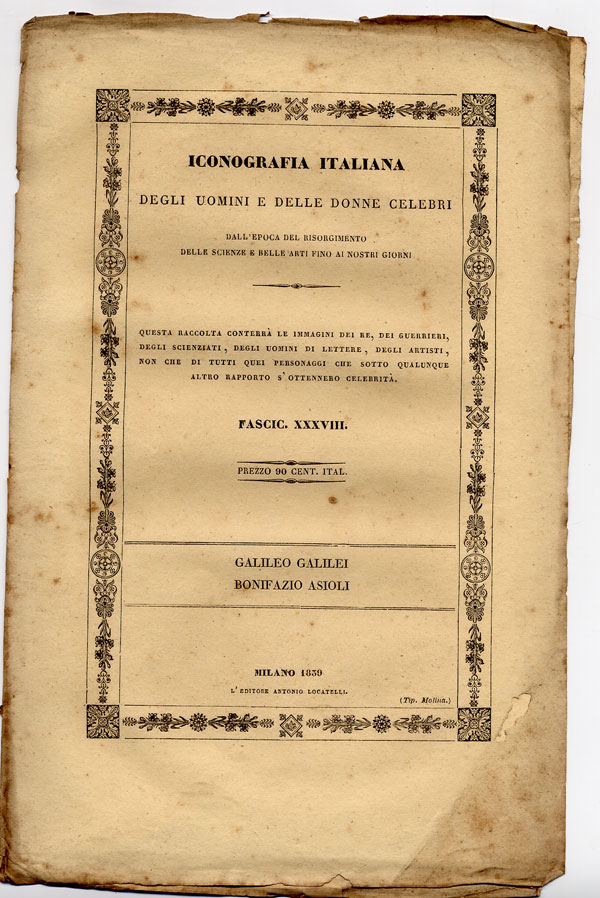 ICONOGRAFIA ITALIANA
DEGLI UOMINI E DELLE DONNE CELEBRI
DALL'EPOCA DEL RISORGIMENTO
DELLE SCIENZE E BELLE ARTI FINO AI NOSTRI GIORNI
QUESTA RACCOLTA CONTERRÀ LE IMMAGINI DEI RE, DEI GUERRIERI,
DEGLI SCIENZIATI, DEGLI UOMINI DI LETTERE, DEGLI ARTISTI,
NON CHE DI TUTTI QUEI PERSONAGGI CHE SOTTO QUALUNQUE
ALTRO RAPPORTO S'OTTENNERO CELEBRITÀ.
FASCIC. XXXVIII.
PREZZO 90 CENT. ITAL.
GALILEO GALILEI
BONIFAZIO ASIOLI
MILANO 1839
L'EDITORE ANTONIO LOCATELLI.
(Tip. Molina.)